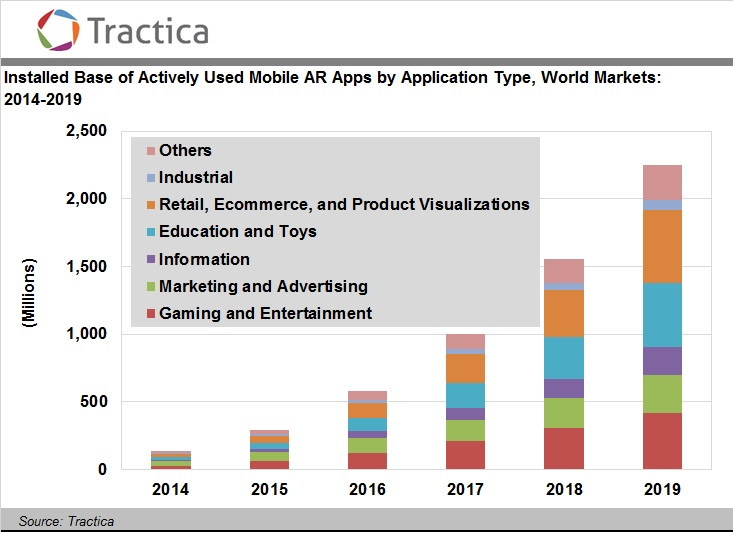 Tractica
Installed Base of Actively Used Mobile AR Apps by Application Type, World Markets:
2014-2019
2,500
2,000
1,500
1,000
500
0
(Millions)
Others
Industrial
Retail, Ecommerce, and Product Visualizations
Education and Toys
Information
Marketing and Advertising
Gaming and Entertainment
2014 2015 2016 2017 2018 2019
Source: Tractica